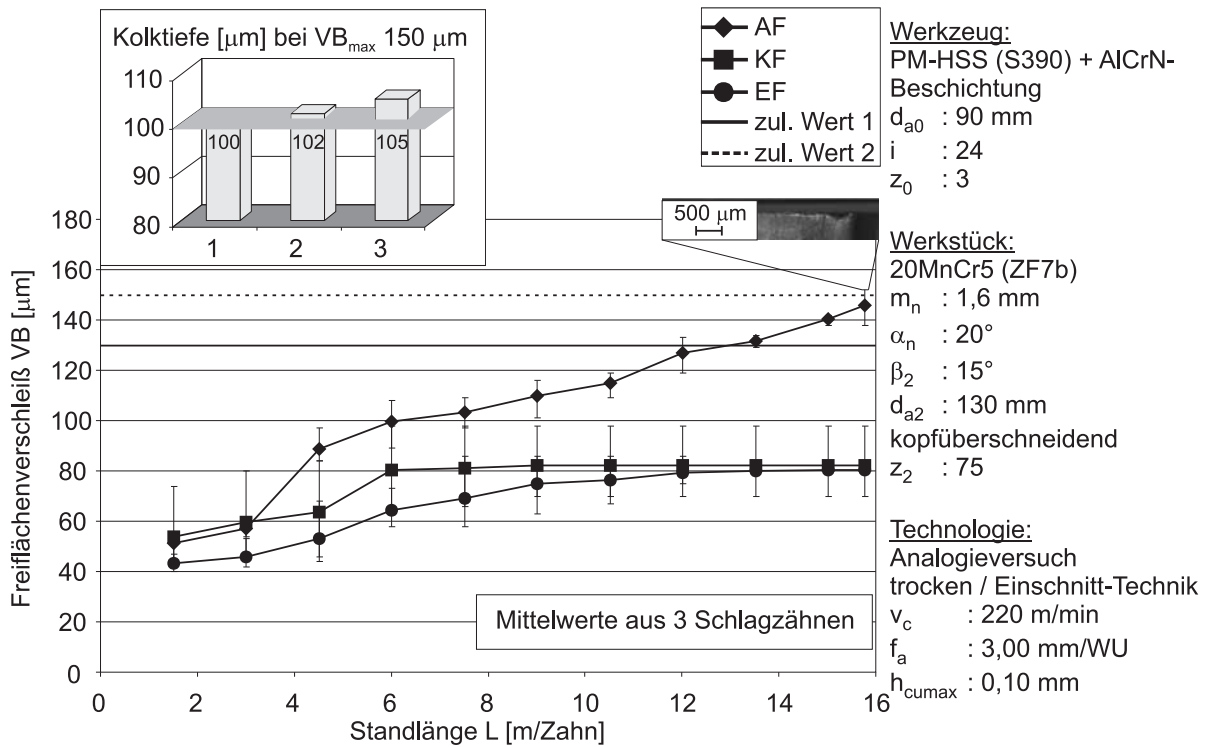 Kolktiefe [μm] bei VBmax 150 μm
110
100
90
80
100
102
105
1
2
3
AF
KF
EF
zul. Wert 1
zul. Wert 2
500 μm
Freiflächenverschleiß VB [μm]
180
160
140
120
100
80
60
40
20
0
0
2
4
6
8
10
12
14
16
Standlänge L [m/Zahn]
Mittelwerte aus 3 Schlagzähnen
Werkzeug:
PM-HSS (S390) + AlCrN-
Beschichtung
da0 : 90 mm
i : 24
z0 : 3
Werkstück:
20MnCr5 (ZF7b)
mn : 1,6 mm
αn : 20°
β2 : 15°
da2 : 130 mm
kopfüberschneidend
z2 : 75
Technologie:
Analogieversuch
trocken / Einschnitt-Technik
vc : 220 m/min
fa : 3,00 mm/WU
hcumax : 0,10 mm